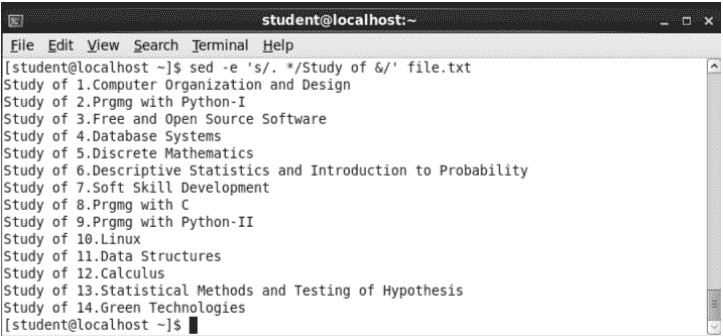 student@localhost:~
File Edit View Search Terminal Help
[student@localhost ~]$ sed -e 's/. */Study of &/' file.txt
Study of 1.Computer Organization and Design
Study of 2.Prgmg with Python-I
Study of 3.Free and Open Source Software
Study of 4.Database Systems
Study of 5.Discrete Mathematics
Study of 6.Descriptive Statistics and Introduction to Probability
Study of 7.Soft Skill Development
Study of 8.Prgmg with C
Study of 9.Prgmg with Python-II
Study of 10.Linux
Study of 11.Data Structures
Study of 12.Calculus
Study of 13.Statistical Methods and Testing of Hypothesis
Study of 14.Green Technologies
[student@localhost ~]$